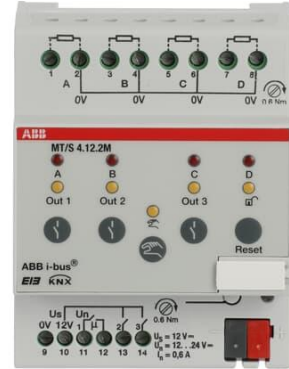 1 2 3 4 5 6 7 8
A B C D
0V 0V 0V 0V
0.6 Nm
ABB
MT/S 4.12.2M
A B C D
Out 1 Out 2 Out 3
Reset
ABB i-bus®
EIB KNX
Us Un
0V 12V 1 2 3
9 10 11 12 13 14
0.6 Nm
Us = 12 V
Un = 12...24 V
In = 0,6 A